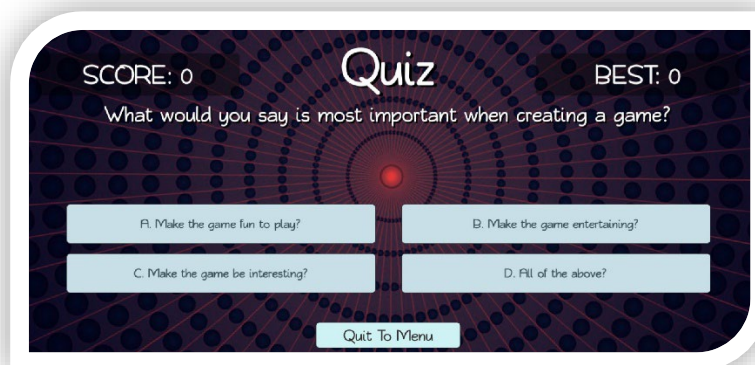 SCORE: 0
Quiz
BEST: 0
What would you say is most important when creating a game?
A. Make the game fun to play?
B. Make the game entertaining?
C. Make the game be interesting?
D. All of the above?
Quit To Menu